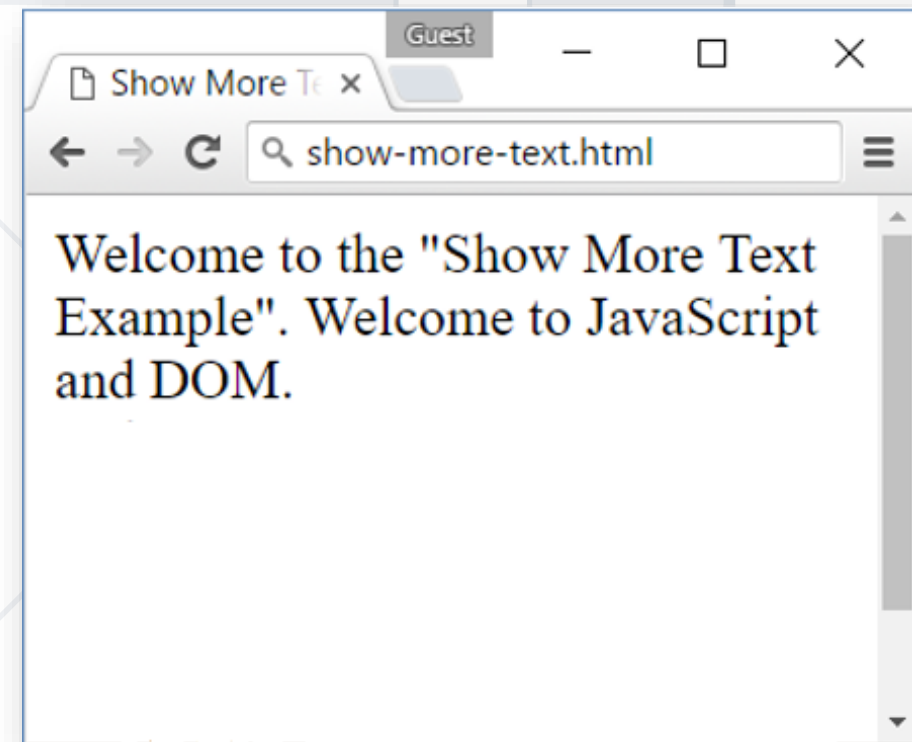 Guest
Show More Te
show-more-text.html
Welcome to the "Show More Text
Example". Welcome to JavaScript
and DOM.